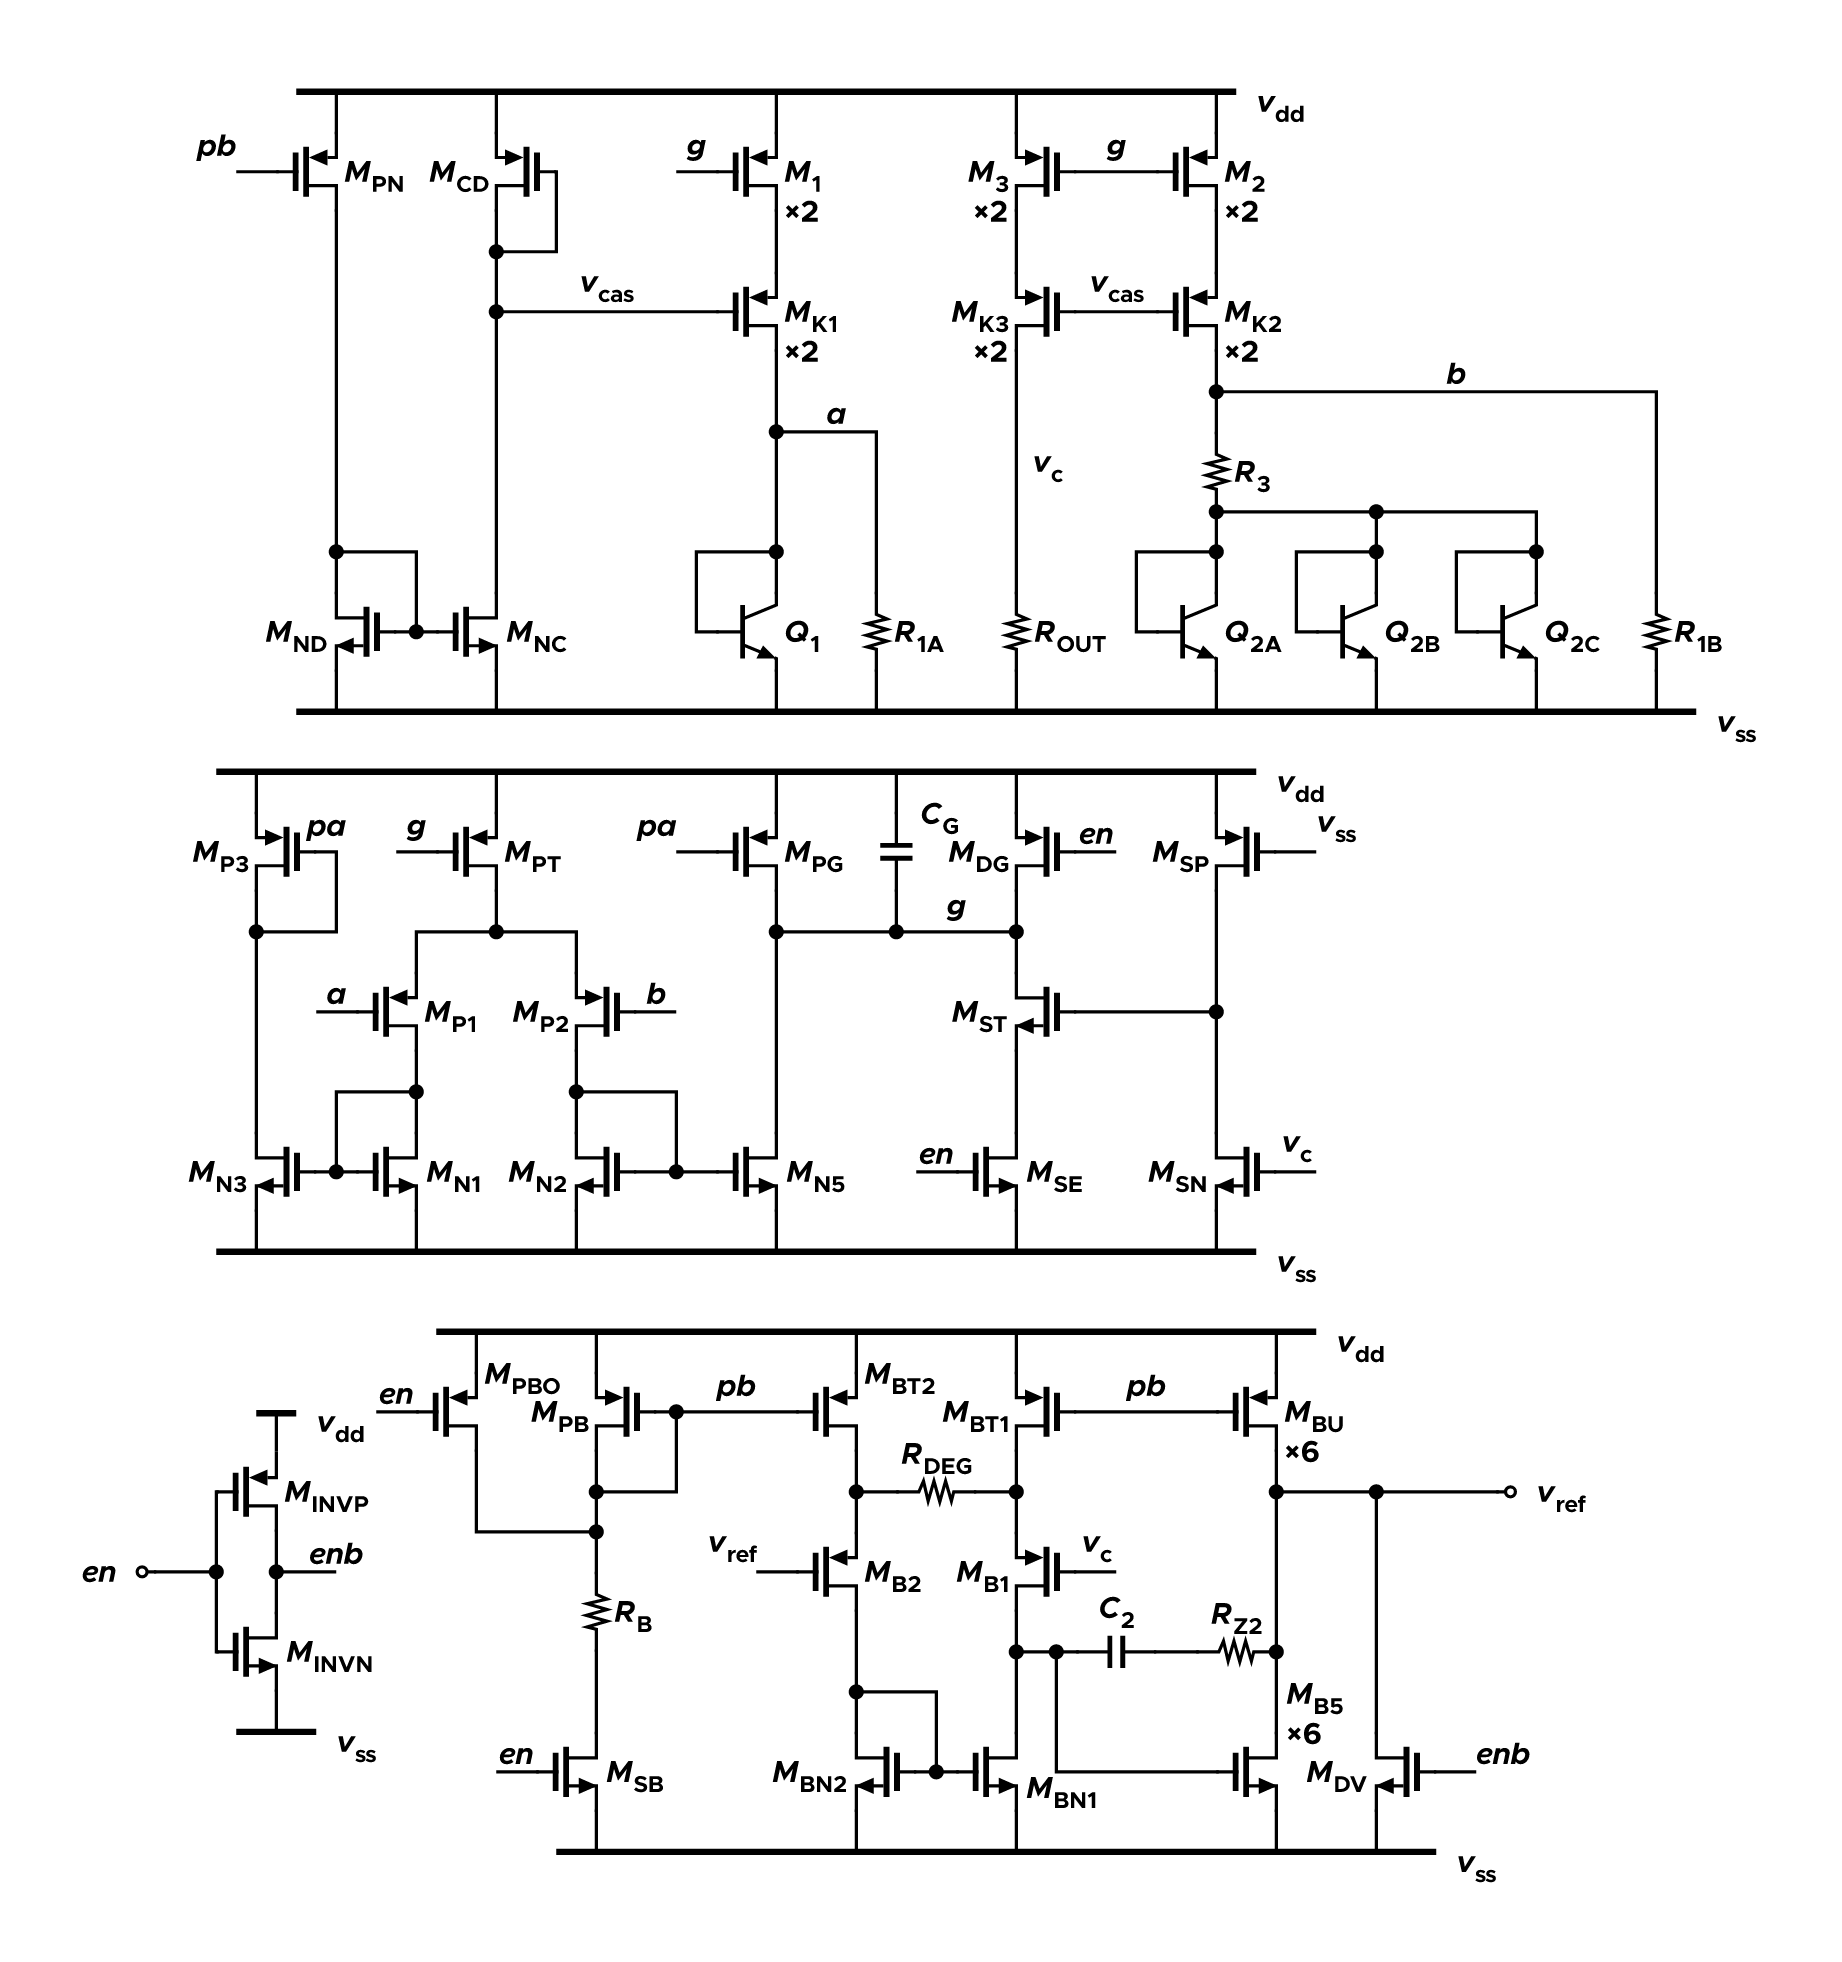 vdd
pb MPN MCD g M1 ×2 M3 ×2 g M2 ×2
vcas MK1 ×2 MK3 ×2 vcas MK2 ×2
a b
vc R3
MND MNC Q1 R1A ROUT Q2A Q2B Q2C R1B
vss
vdd
MP3 pa g MPT pa MPG CG MDG en MSP vss
g
a MP1 MP2 b MST
MN3 MN1 MN2 MN5 en MSE MSN vc
vss
vdd
en MPBO MPB pb MBT2 MBT1 pb MBU ×6
vdd RDEG
MINVP vref
en enb vref MB2 MB1 vc
RB C2 RZ2
MINVN MB5 ×6
vss en MSB MBN2 MBN1 MDV enb
vss